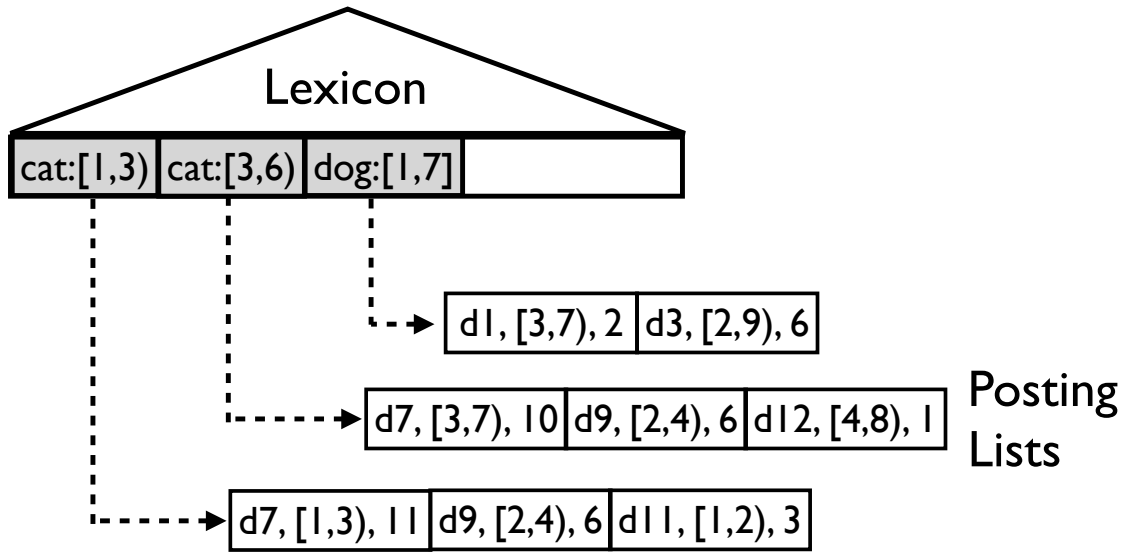 Lexicon
cat:[1,3) cat:[3,6) dog:[1,7]
d1, [3,7), 2 d3, [2,9), 6
d7, [3,7), 10 d9, [2,4), 6 d12, [4,8), 1
Posting
Lists
d7, [1,3), 11 d9, [2,4), 6 d11, [1,2), 3